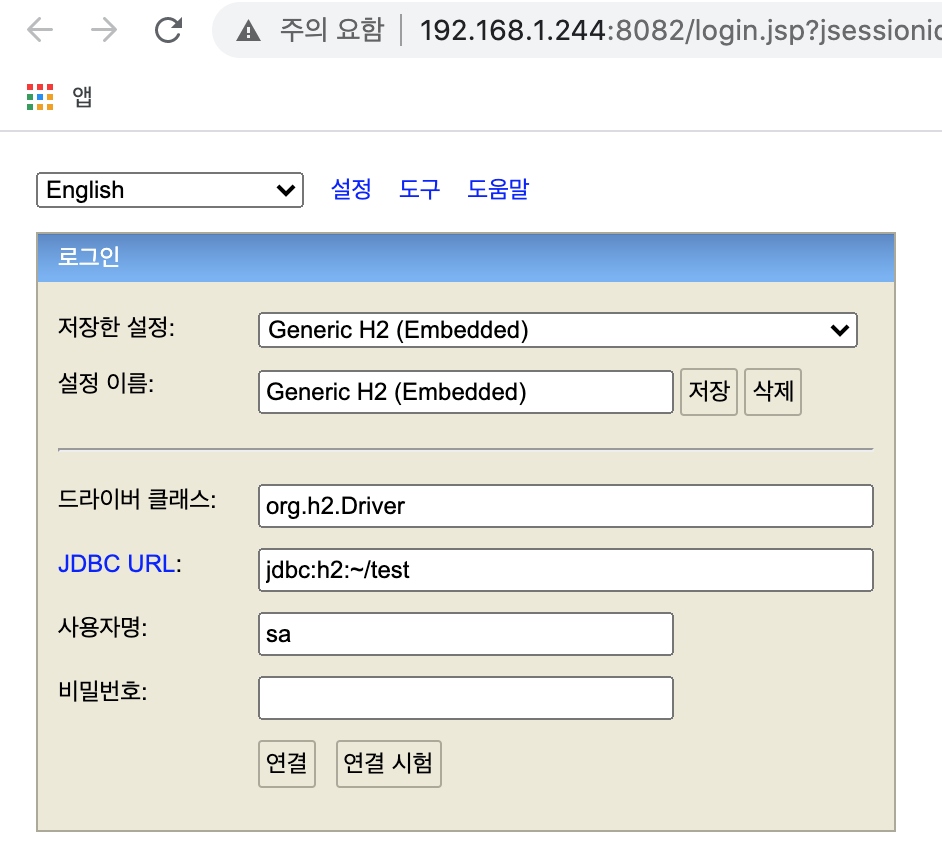 주의 요함 192.168.1.244:8082/login.jsp?jsessionid
앱
English 설정 도구 도움말
로그인
저장한 설정: Generic H2 (Embedded)
설정 이름: Generic H2 (Embedded) 저장 삭제
드라이버 클래스: org.h2.Driver
JDBC URL: jdbc:h2:~/test
사용자명: sa
비밀번호:
연결 연결 시험